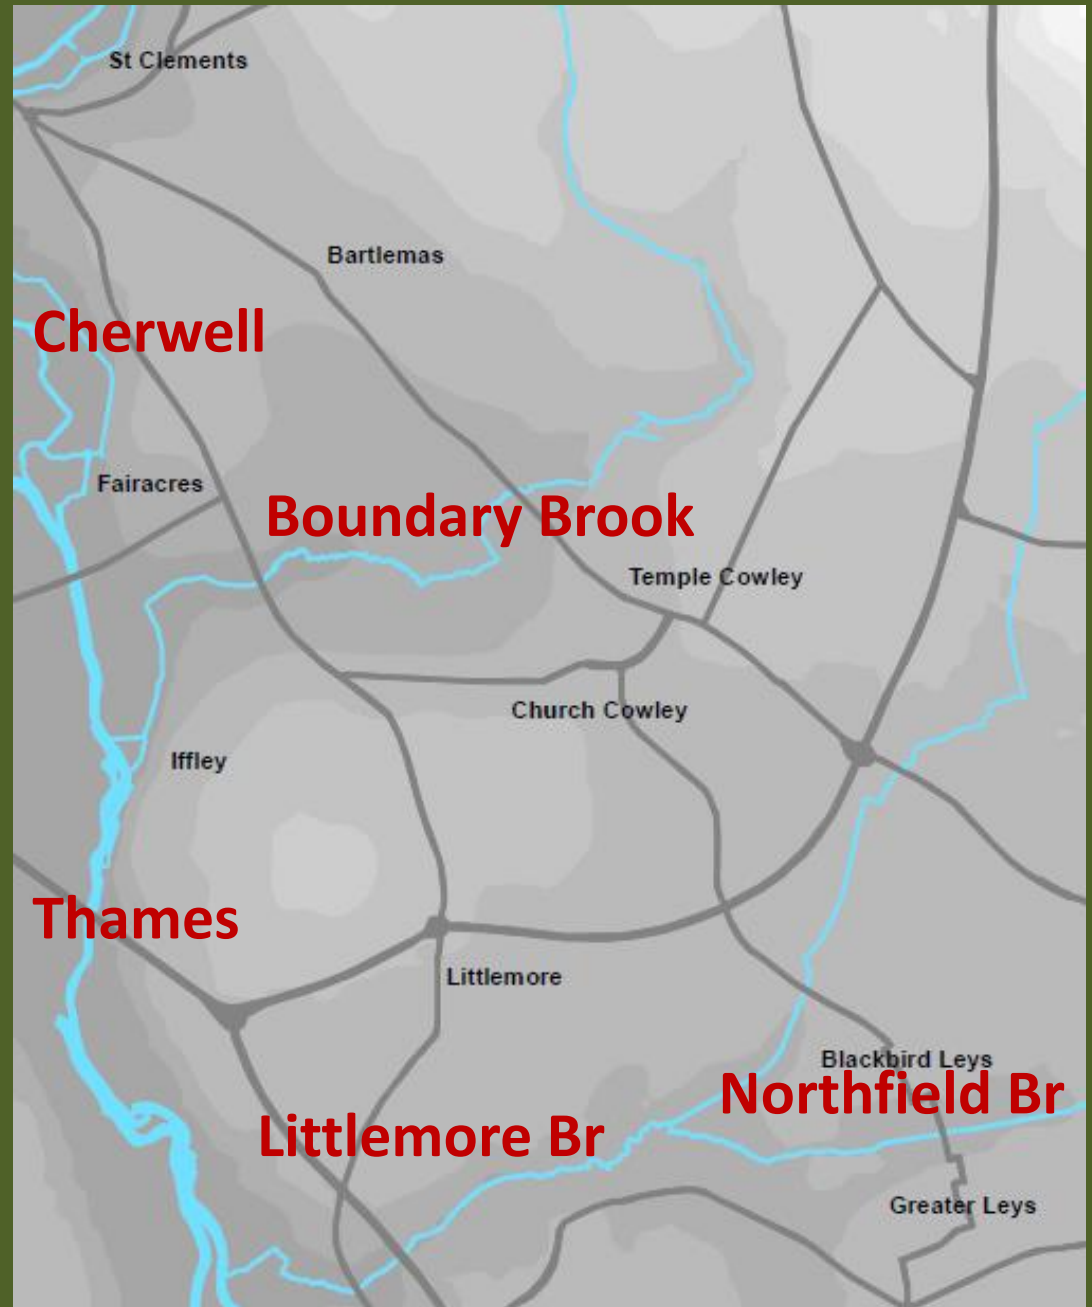 St Clements
Bartlemas
Cherwell
Fairacres
Boundary Brook
Temple Cowley
Church Cowley
Iffley
Thames
Littlemore
Blackbird Leys
Northfield Br
Littlemore Br
Greater Leys